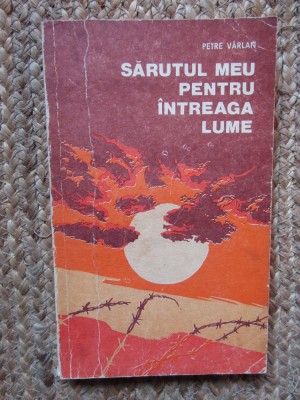 PETRE VÂRLAN
SĂRUTUL MEU
PENTRU
ÎNTREAGA
LUME